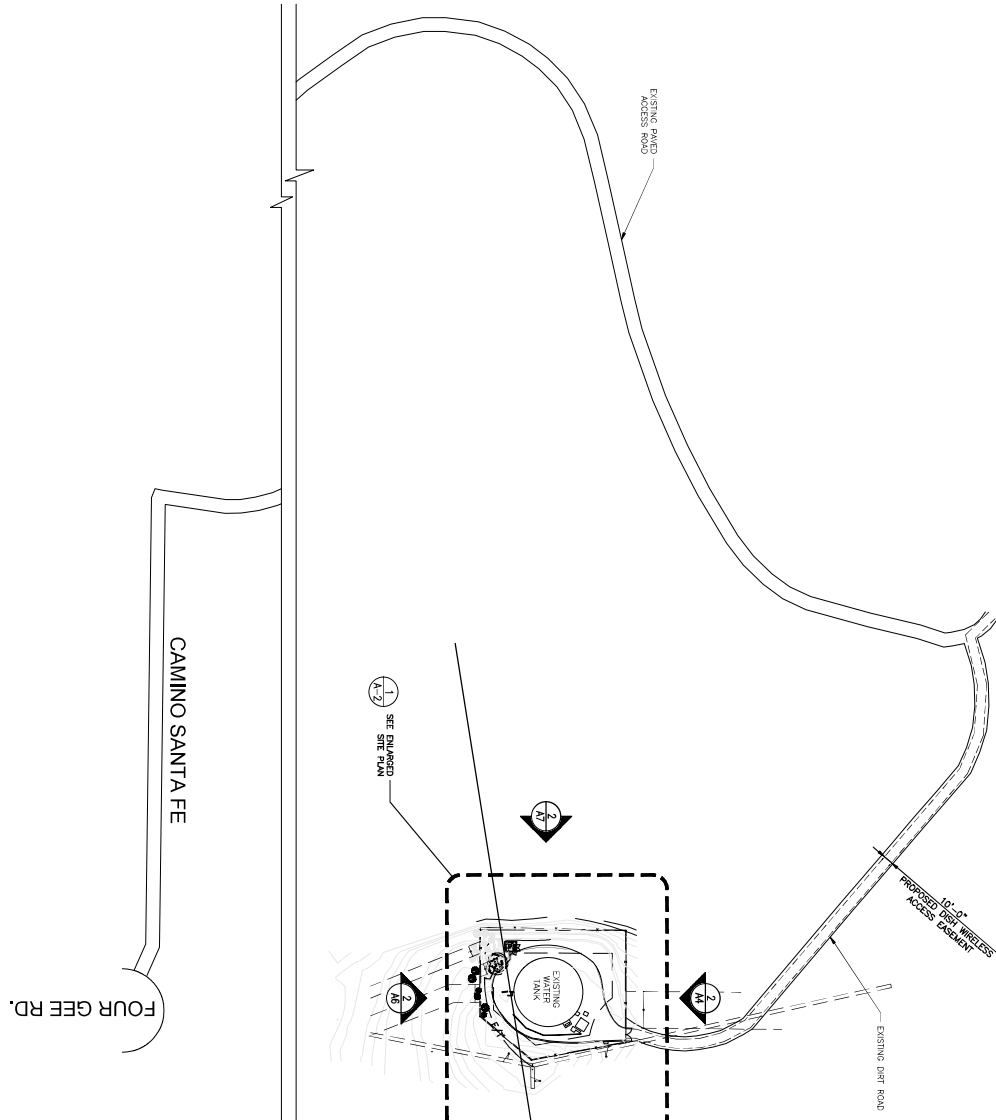 EXISTING PAVED
ACCESS ROAD
CAMINO SANTA FE
FOUR GEE RD.
1
A-2
SEE ENLARGED
SITE PLAN
2
A7
2
A6
2
A4
EXISTING
WATER
TANK
10'-0"
PROPOSED DISH WIRELESS
ACCESS EASEMENT
EXISTING DIRT ROAD